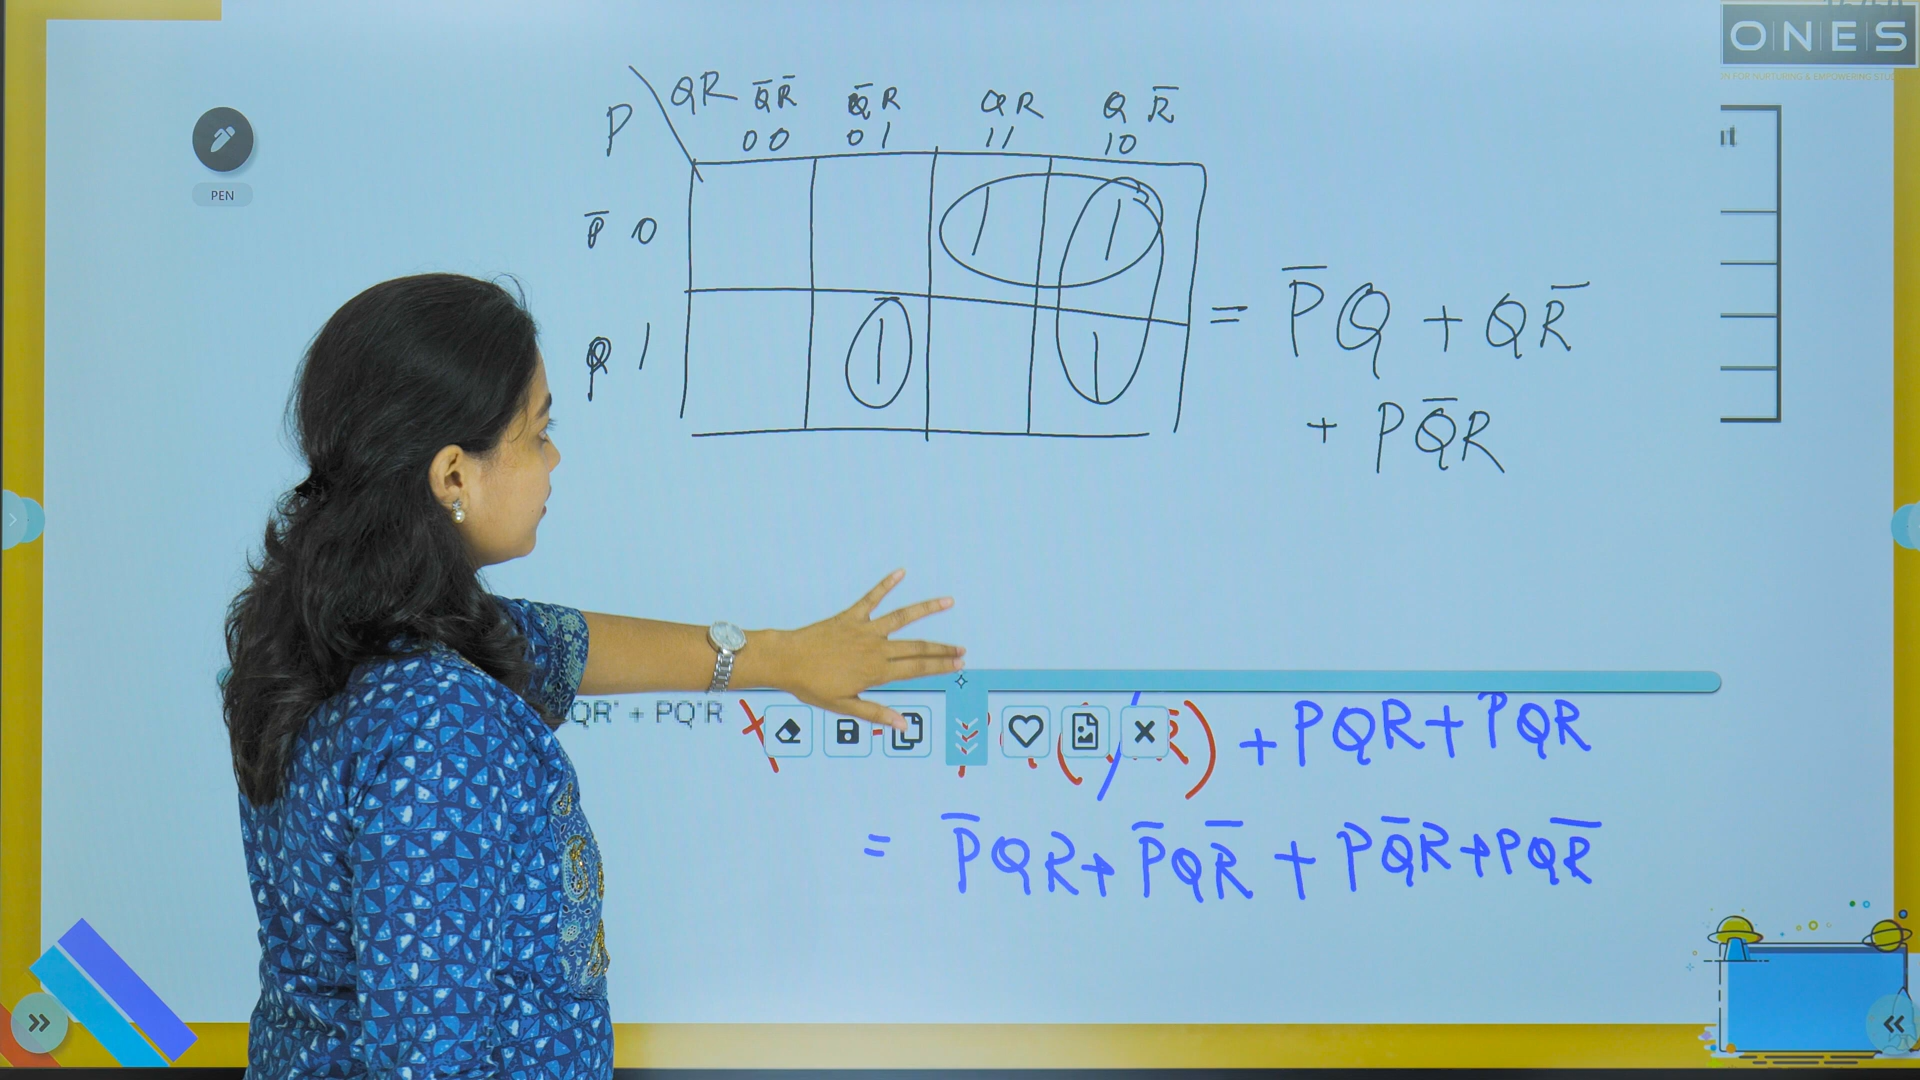 ONES
PEN
P QR Q̅R̅ Q̅R QR QR̅
00 01 11 10
P̅ 0 1 1
P 1 1 1
= P̅Q + QR̅
+ PQ̅R
QR' + PQ'R
+ PQR + PQR
= P̅QR + P̅QR̅ + PQ̅R + PQR̅